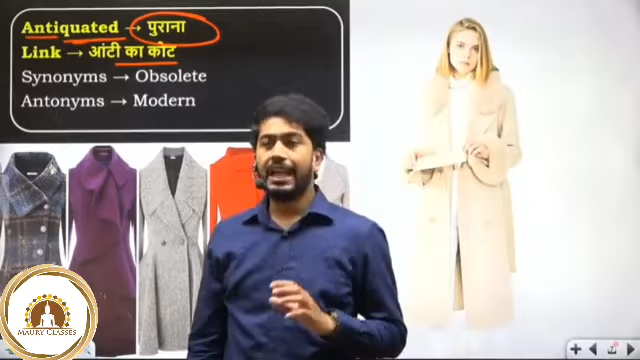 Antiquated → पुराना
Link → आंटी का कोट
Synonyms → Obsolete
Antonyms → Modern
MAURY CLASSES